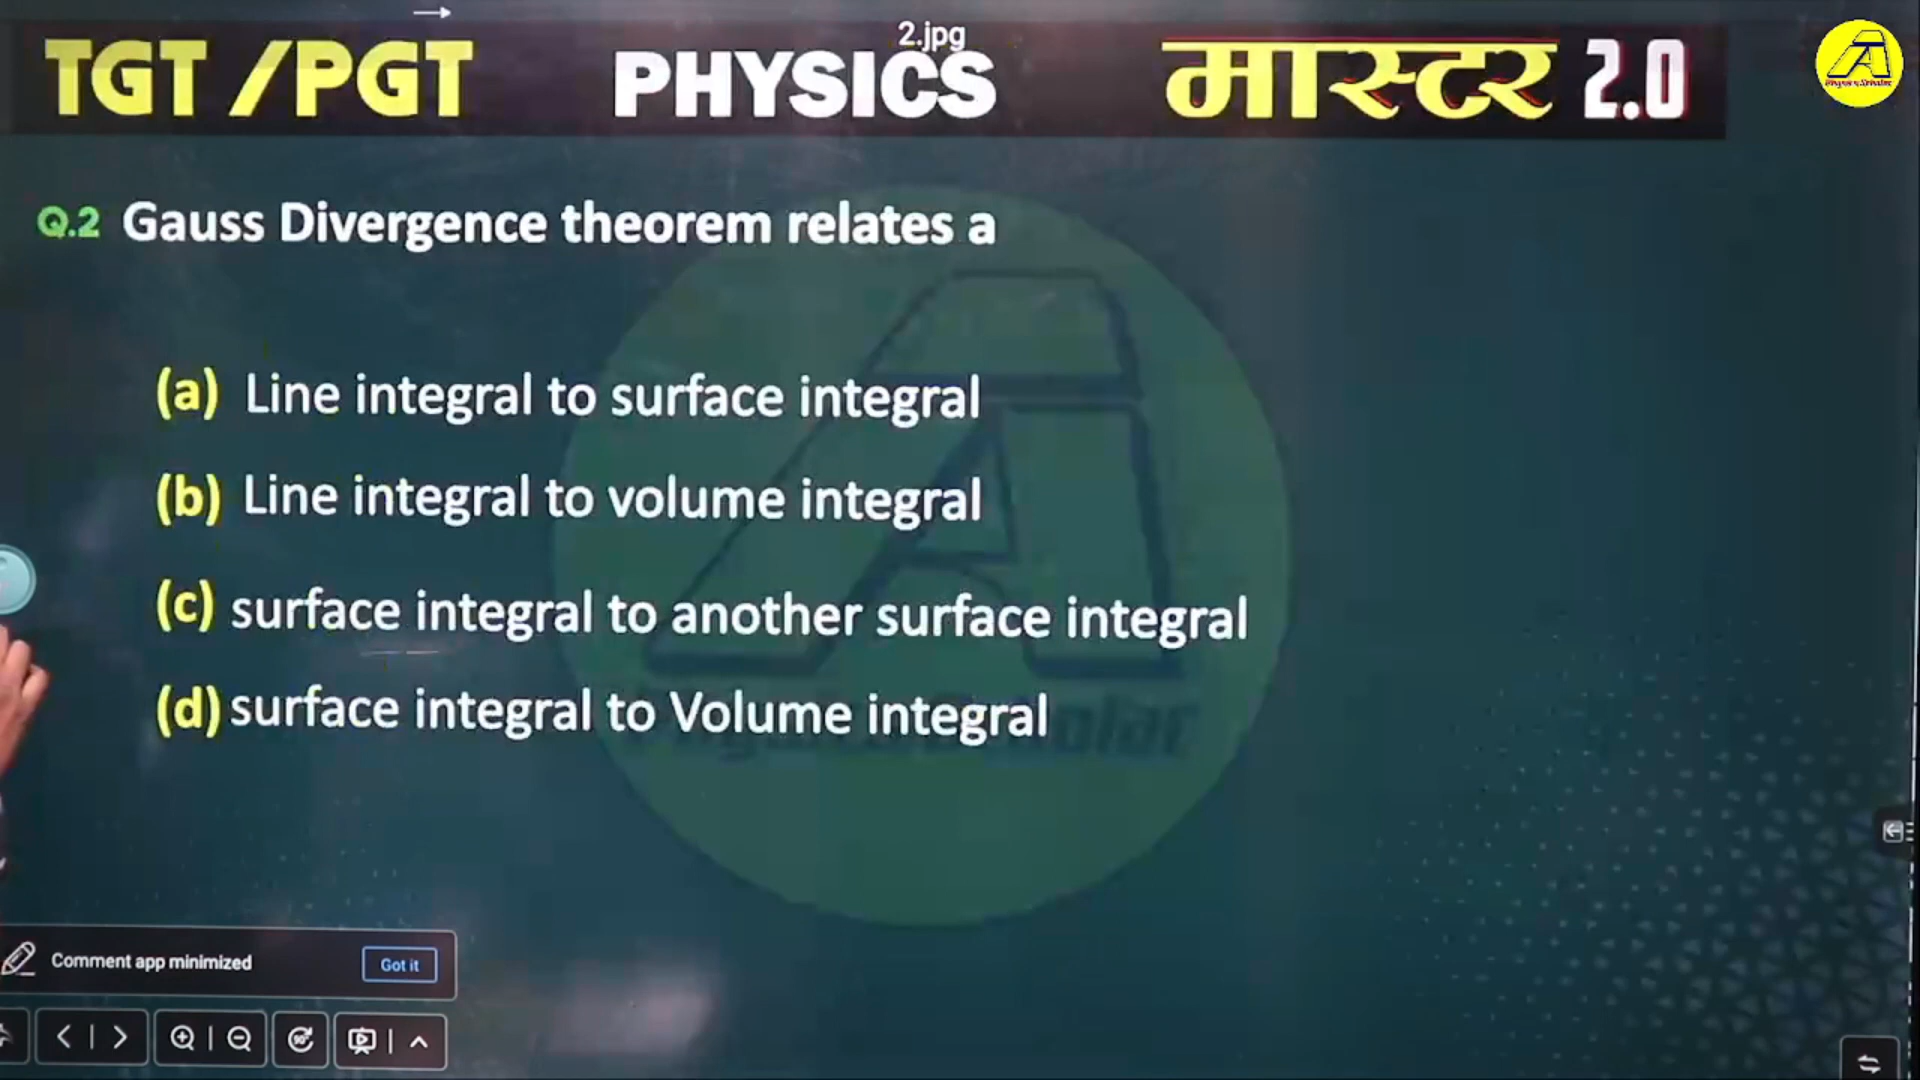 2.jpg
TGT /PGT PHYSICS मास्टर 2.0
Q.2 Gauss Divergence theorem relates a
(a) Line integral to surface integral
(b) Line integral to volume integral
(c) surface integral to another surface integral
(d) surface integral to Volume integral
Comment app minimized
Got it
90°